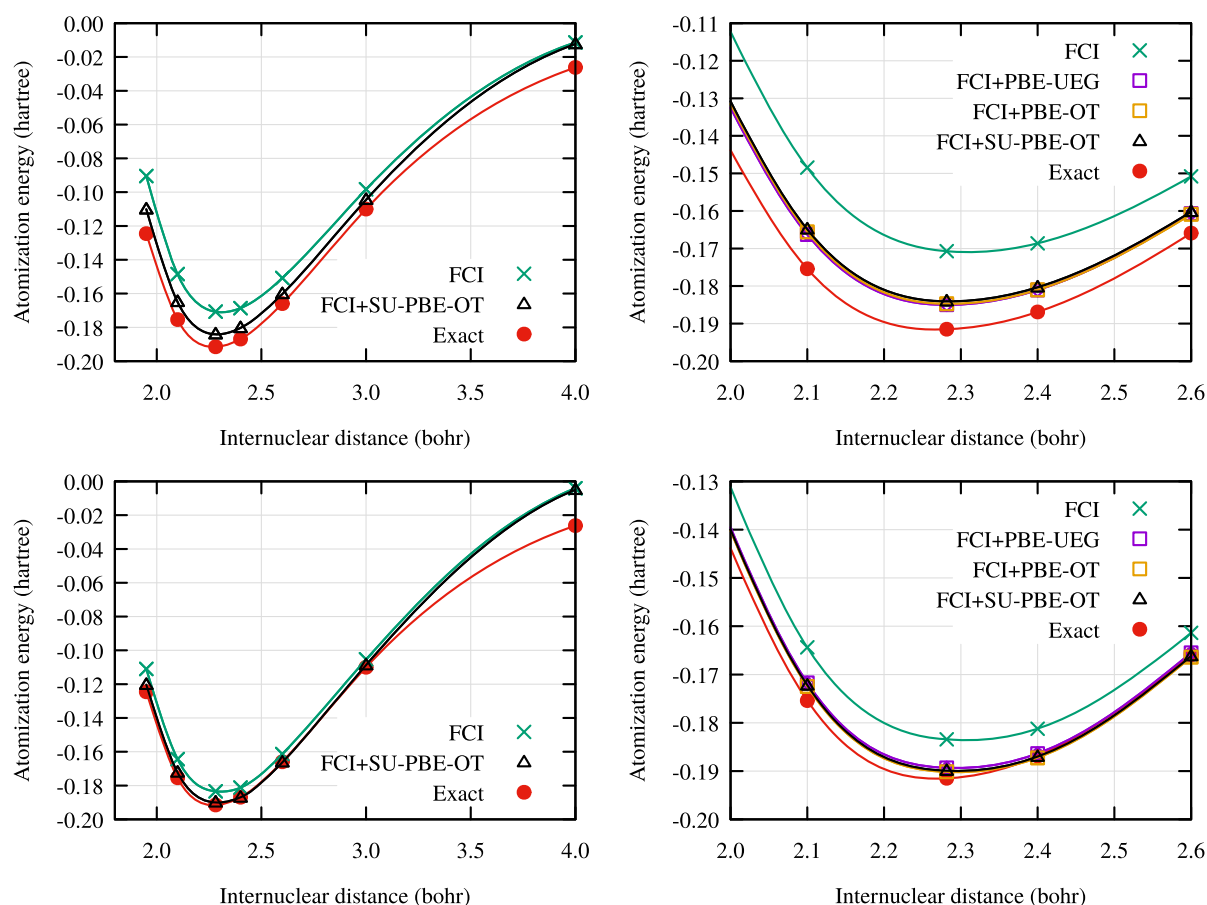 Atomization energy (hartree)
0.00
-0.02
-0.04
-0.06
-0.08
-0.10
-0.12
-0.14
-0.16
-0.18
-0.20
FCI
FCI+SU-PBE-OT
Exact
2.0 2.5 3.0 3.5 4.0
Internuclear distance (bohr)
Atomization energy (hartree)
-0.11
-0.12
-0.13
-0.14
-0.15
-0.16
-0.17
-0.18
-0.19
-0.20
FCI
FCI+PBE-UEG
FCI+PBE-OT
FCI+SU-PBE-OT
Exact
2.0 2.1 2.2 2.3 2.4 2.5 2.6
Internuclear distance (bohr)
Atomization energy (hartree)
0.00
-0.02
-0.04
-0.06
-0.08
-0.10
-0.12
-0.14
-0.16
-0.18
-0.20
FCI
FCI+SU-PBE-OT
Exact
2.0 2.5 3.0 3.5 4.0
Internuclear distance (bohr)
Atomization energy (hartree)
-0.13
-0.14
-0.15
-0.16
-0.17
-0.18
-0.19
-0.20
FCI
FCI+PBE-UEG
FCI+PBE-OT
FCI+SU-PBE-OT
Exact
2.0 2.1 2.2 2.3 2.4 2.5 2.6
Internuclear distance (bohr)